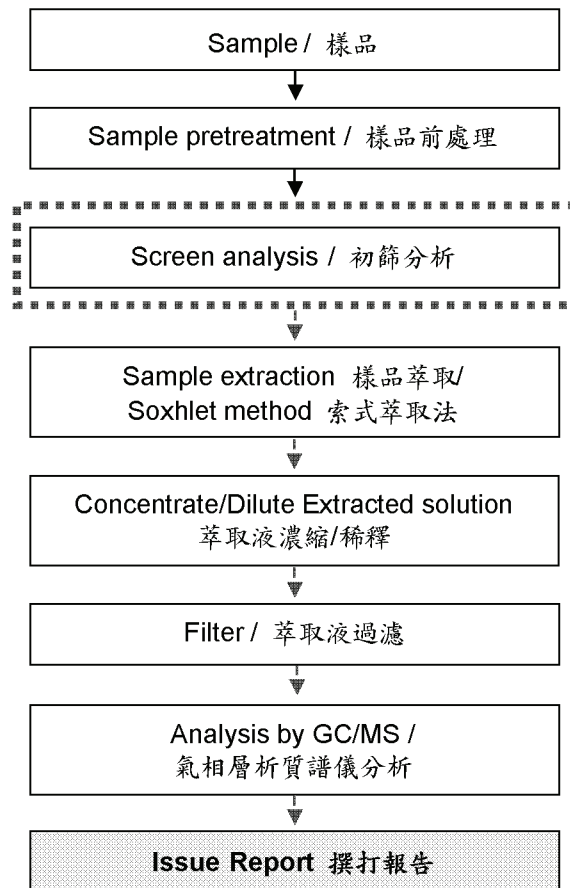 Sample / 樣品
Sample pretreatment / 樣品前處理
Screen analysis / 初篩分析
Sample extraction 樣品萃取/
Soxhlet method 索式萃取法
Concentrate/Dilute Extracted solution
萃取液濃縮/稀釋
Filter / 萃取液過濾
Analysis by GC/MS /
氣相層析質譜儀分析
Issue Report 撰打報告